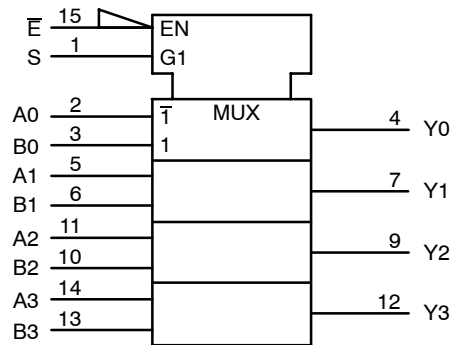 E̅ 15 EN
S 1 G1
A0 2 1̅ MUX 4 Y0
B0 3 1
A1 5 7 Y1
B1 6
A2 11 9 Y2
B2 10
A3 14 12 Y3
B3 13